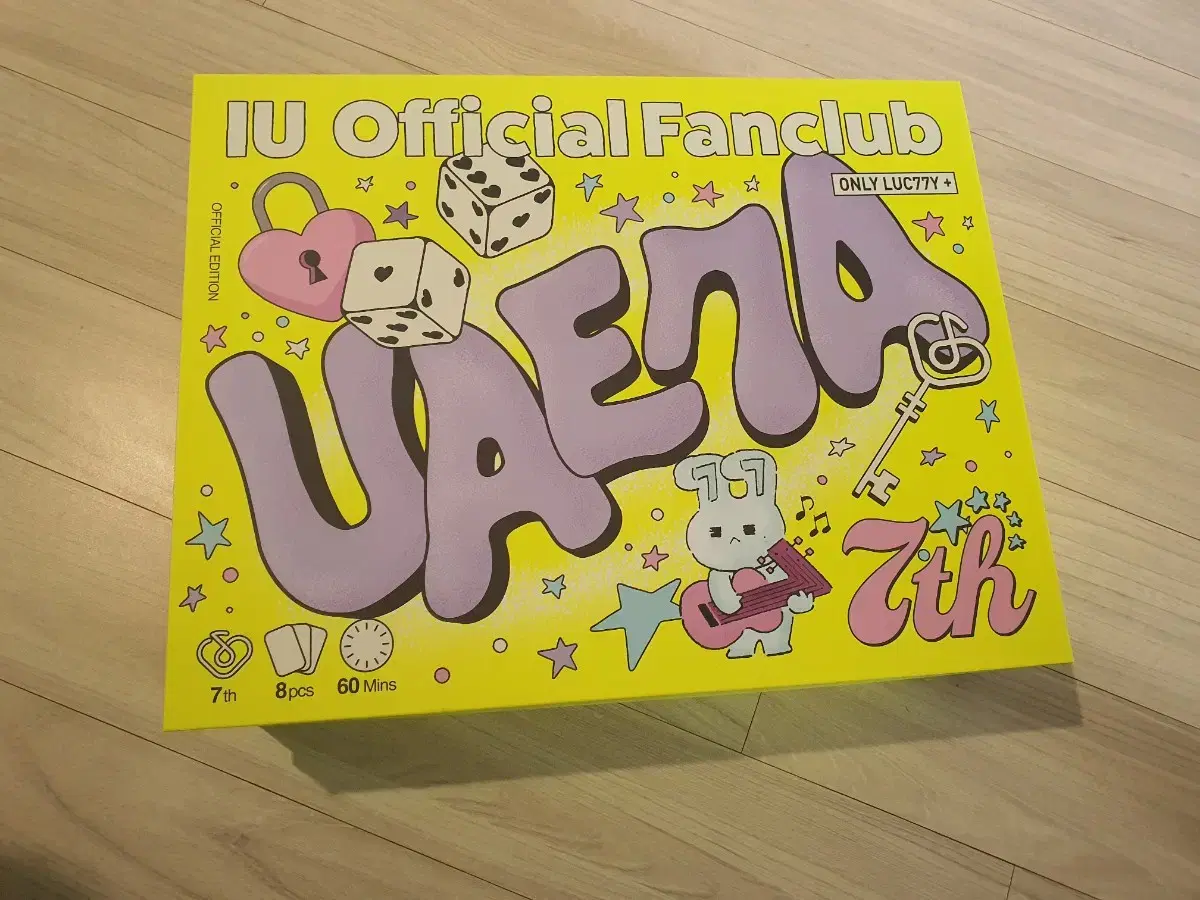 IU Official Fanclub
ONLY LUC77Y +
OFFICIAL EDITION
UAENA
7th
7th
8pcs
60 Mins